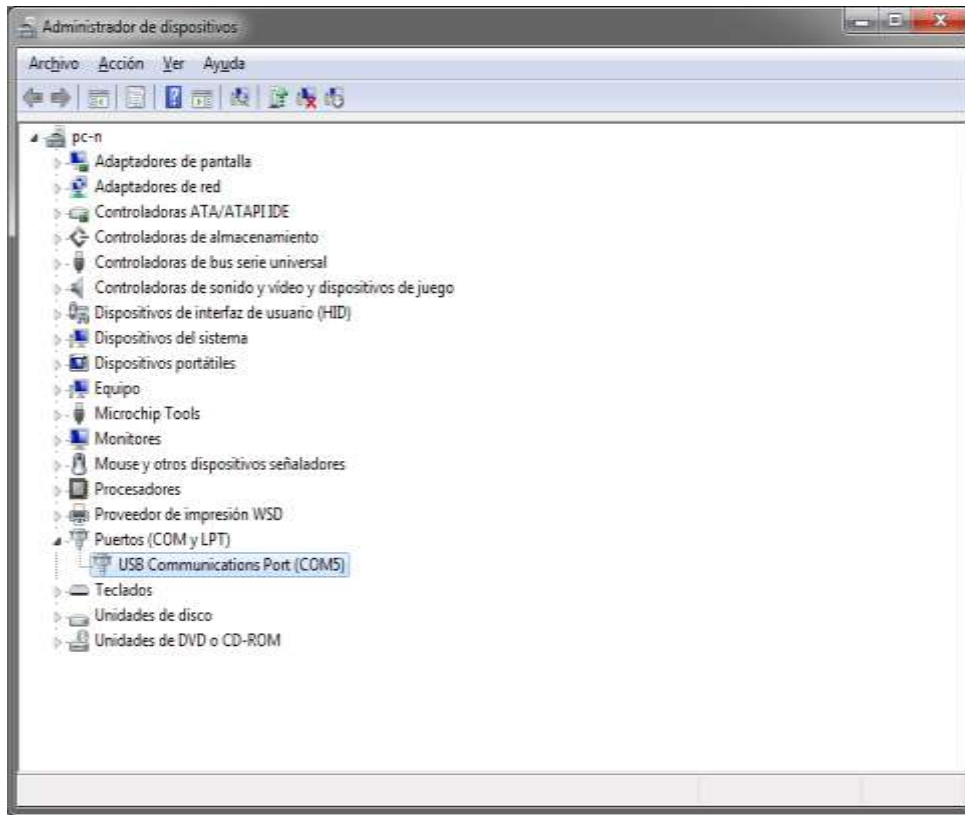 Administrador de dispositivos
Archivo Acción Ver Ayuda
pc-n
Adaptadores de pantalla
Adaptadores de red
Controladoras ATA/ATAPI IDE
Controladoras de almacenamiento
Controladoras de bus serie universal
Controladoras de sonido y vídeo y dispositivos de juego
Dispositivos de interfaz de usuario (HID)
Dispositivos del sistema
Dispositivos portátiles
Equipo
Microchip Tools
Monitores
Mouse y otros dispositivos señaladores
Procesadores
Proveedor de impresión WSD
Puertos (COM y LPT)
USB Communications Port (COM5)
Teclados
Unidades de disco
Unidades de DVD o CD-ROM